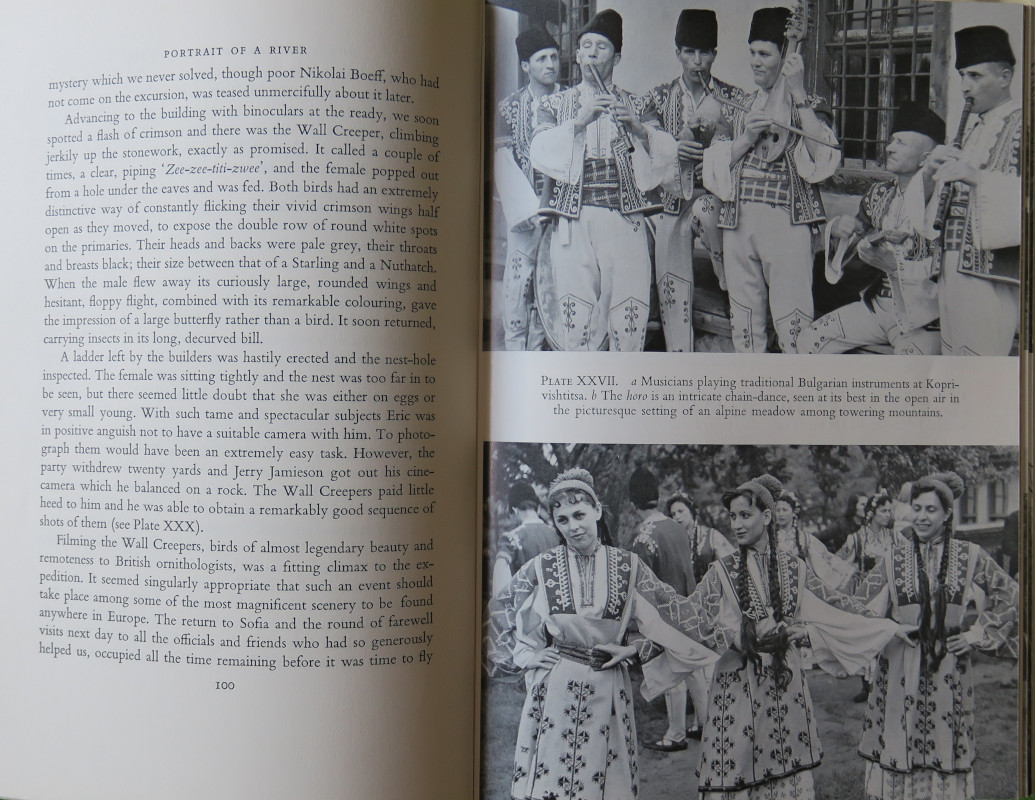 PORTRAIT OF A RIVER
mystery which we never solved, though poor Nikolai Boeff, who had
not come on the excursion, was teased unmercifully about it later.
Advancing to the building with binoculars at the ready, we soon
spotted a flash of crimson and there was the Wall Creeper, climbing
jerkily up the stonework, exactly as promised. It called a couple of
times, a clear, piping 'Zee-zee-titi-zwee', and the female popped out
from a hole under the eaves and was fed. Both birds had an extremely
distinctive way of constantly flicking their vivid crimson wings half
open as they moved, to expose the double row of round white spots
on the primaries. Their heads and backs were pale grey, their throats
and breasts black; their size between that of a Starling and a Nuthatch.
When the male flew away its curiously large, rounded wings and
hesitant, floppy flight, combined with its remarkable colouring, gave
the impression of a large butterfly rather than a bird. It soon returned,
carrying insects in its long, decurved bill.
A ladder left by the builders was hastily erected and the nest-hole
inspected. The female was sitting tightly and the nest was too far in to
be seen, but there seemed little doubt that she was either on eggs or
very small young. With such tame and spectacular subjects Eric was
in positive anguish not to have a suitable camera with him. To photo-
graph them would have been an extremely easy task. However, the
party withdrew twenty yards and Jerry Jamieson got out his cine-
camera which he balanced on a rock. The Wall Creepers paid little
heed to him and he was able to obtain a remarkably good sequence of
shots of them (see Plate XXX).
Filming the Wall Creepers, birds of almost legendary beauty and
remoteness to British ornithologists, was a fitting climax to the ex-
pedition. It seemed singularly appropriate that such an event should
take place among some of the most magnificent scenery to be found
anywhere in Europe. The return to Sofia and the round of farewell
visits next day to all the officials and friends who had so generously
helped us, occupied all the time remaining before it was time to fly
100
PLATE XXVII. a Musicians playing traditional Bulgarian instruments at Kopri-
vishtitsa. b The horo is an intricate chain-dance, seen at its best in the open air in
the picturesque setting of an alpine meadow among towering mountains.